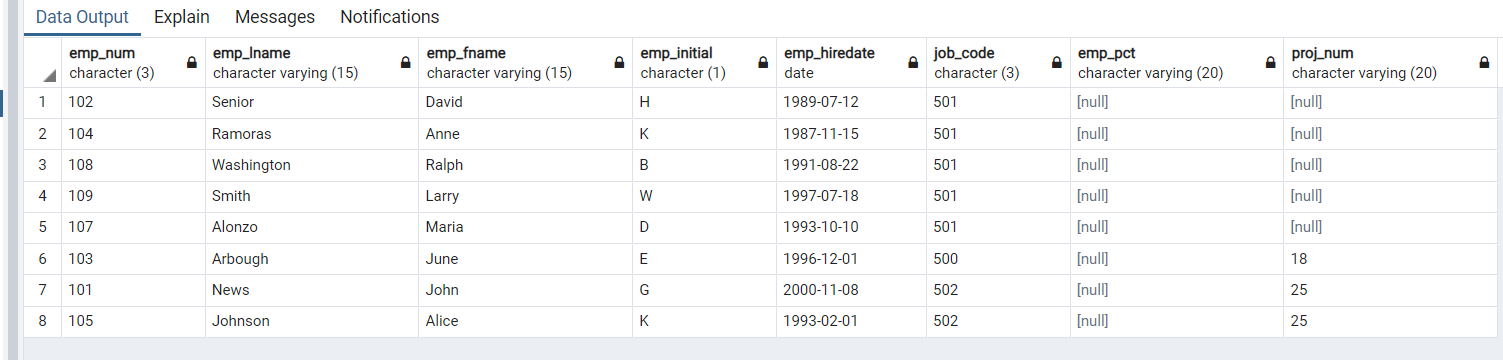 Data Output Explain Messages Notifications
emp_num emp_lname emp_fname emp_initial emp_hiredate job_code emp_pct proj_num
character (3) character varying (15) character varying (15) character (1) date character (3) character varying (20) character varying (20)
1 102 Senior David H 1989-07-12 501 [null] [null]
2 104 Ramoras Anne K 1987-11-15 501 [null] [null]
3 108 Washington Ralph B 1991-08-22 501 [null] [null]
4 109 Smith Larry W 1997-07-18 501 [null] [null]
5 107 Alonzo Maria D 1993-10-10 501 [null] [null]
6 103 Arbough June E 1996-12-01 500 [null] 18
7 101 News John G 2000-11-08 502 [null] 25
8 105 Johnson Alice K 1993-02-01 502 [null] 25